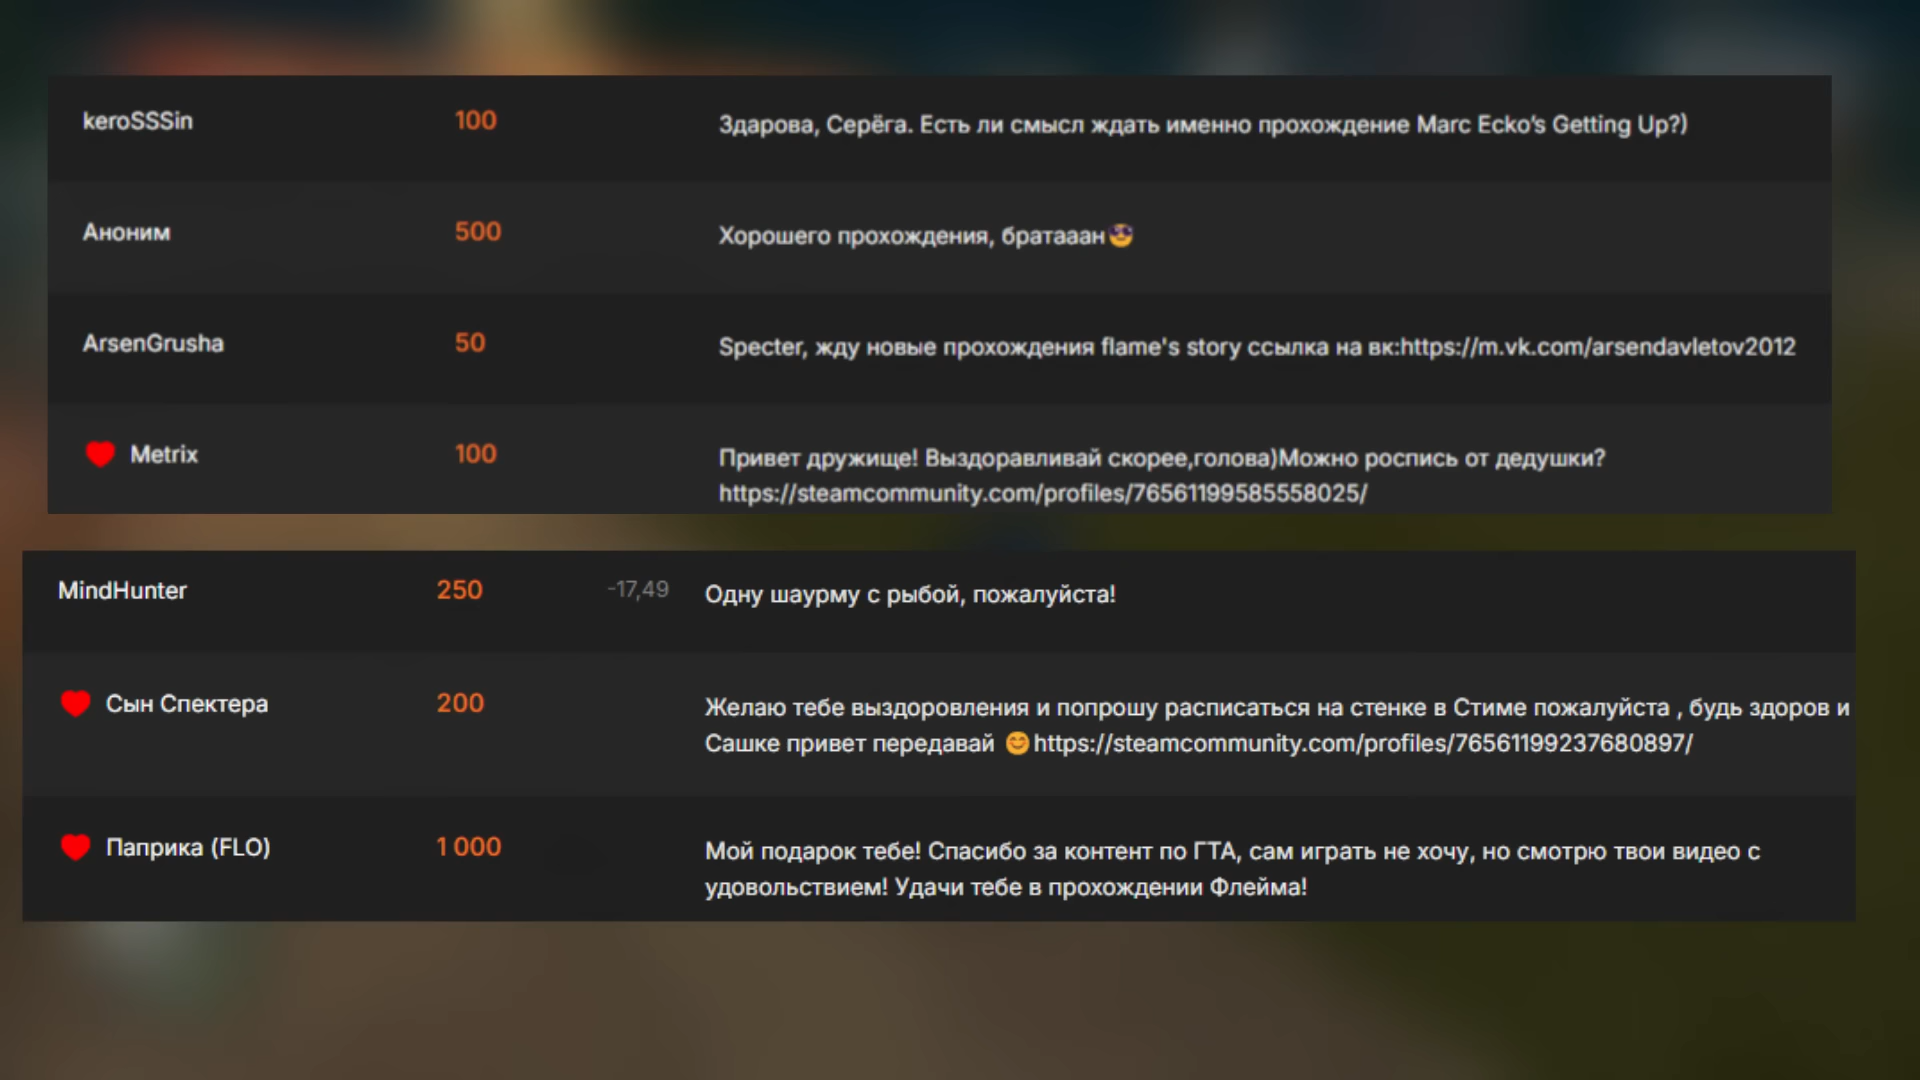 keroSSSin 100 Здарова, Серёга. Есть ли смысл ждать именно прохождение Marc Ecko's Getting Up?)
Аноним 500 Хорошего прохождения, братааан😎
ArsenGrusha 50 Specter, жду новые прохождения flame's story ссылка на вк:https://m.vk.com/arsendavletov2012
Metrix 100 Привет дружище! Выздоравливай скорее,голова)Можно роспись от дедушки?
https://steamcommunity.com/profiles/76561199585558025/
MindHunter 250 -17,49 Одну шаурму с рыбой, пожалуйста!
Сын Спектера 200 Желаю тебе выздоровления и попрошу расписаться на стенке в Стиме пожалуйста , будь здоров и
Сашке привет передавай 😊https://steamcommunity.com/profiles/76561199237680897/
Паприка (FLO) 1 000 Мой подарок тебе! Спасибо за контент по ГТА, сам играть не хочу, но смотрю твои видео с
удовольствием! Удачи тебе в прохождении Флейма!